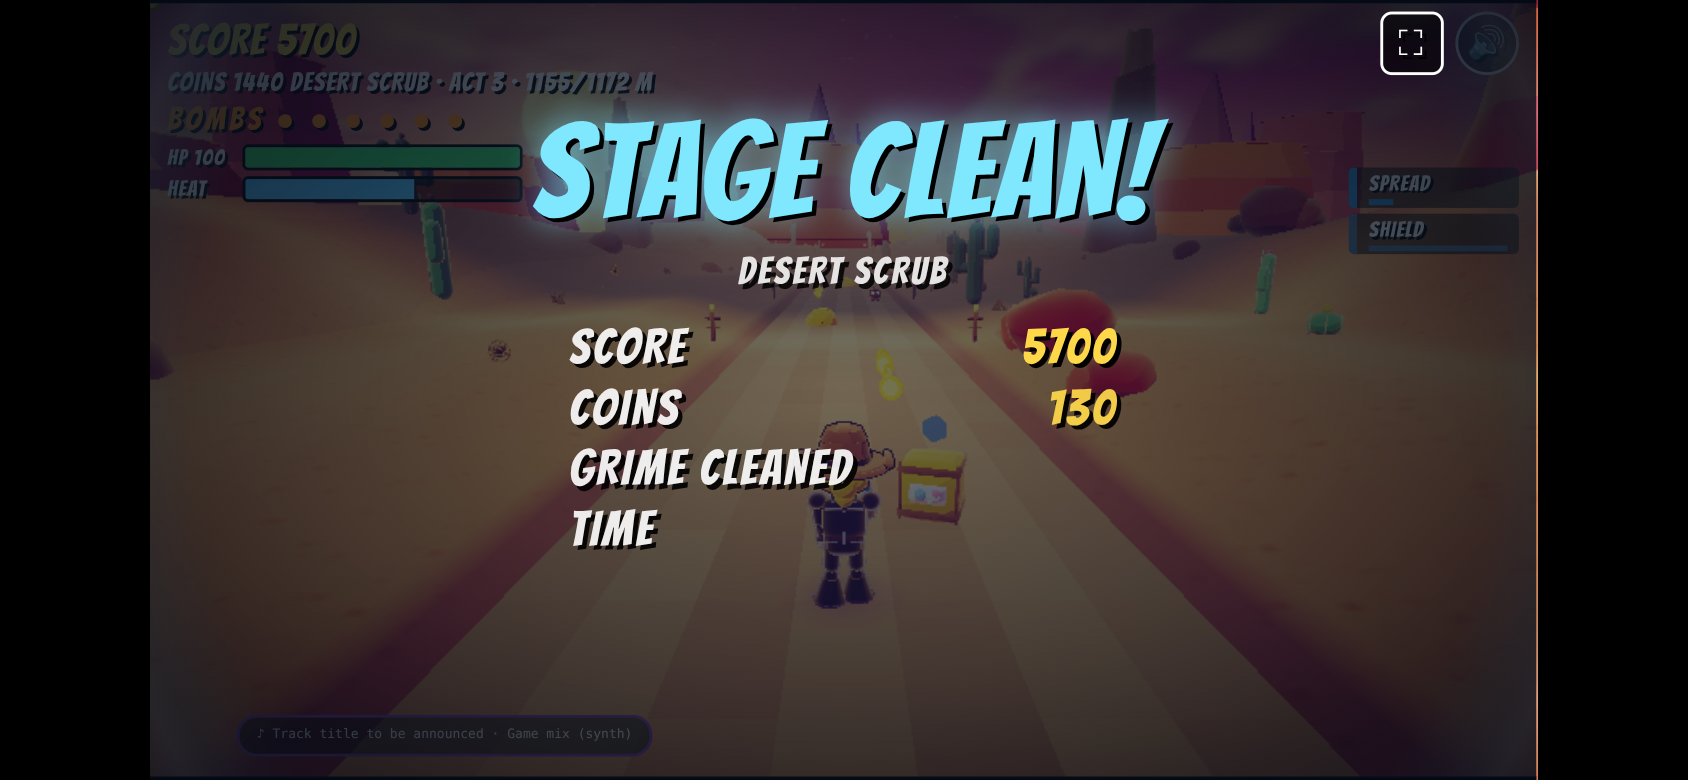 SCORE 5700
COINS 1440 DESERT SCRUB · ACT 3 · 1155/1172 M
BOMBS
HP 100
HEAT
SPREAD
SHIELD
STAGE CLEAN!
DESERT SCRUB
SCORE 5700
COINS 130
GRIME CLEANED
TIME
♪ Track title to be announced · Game mix (synth)